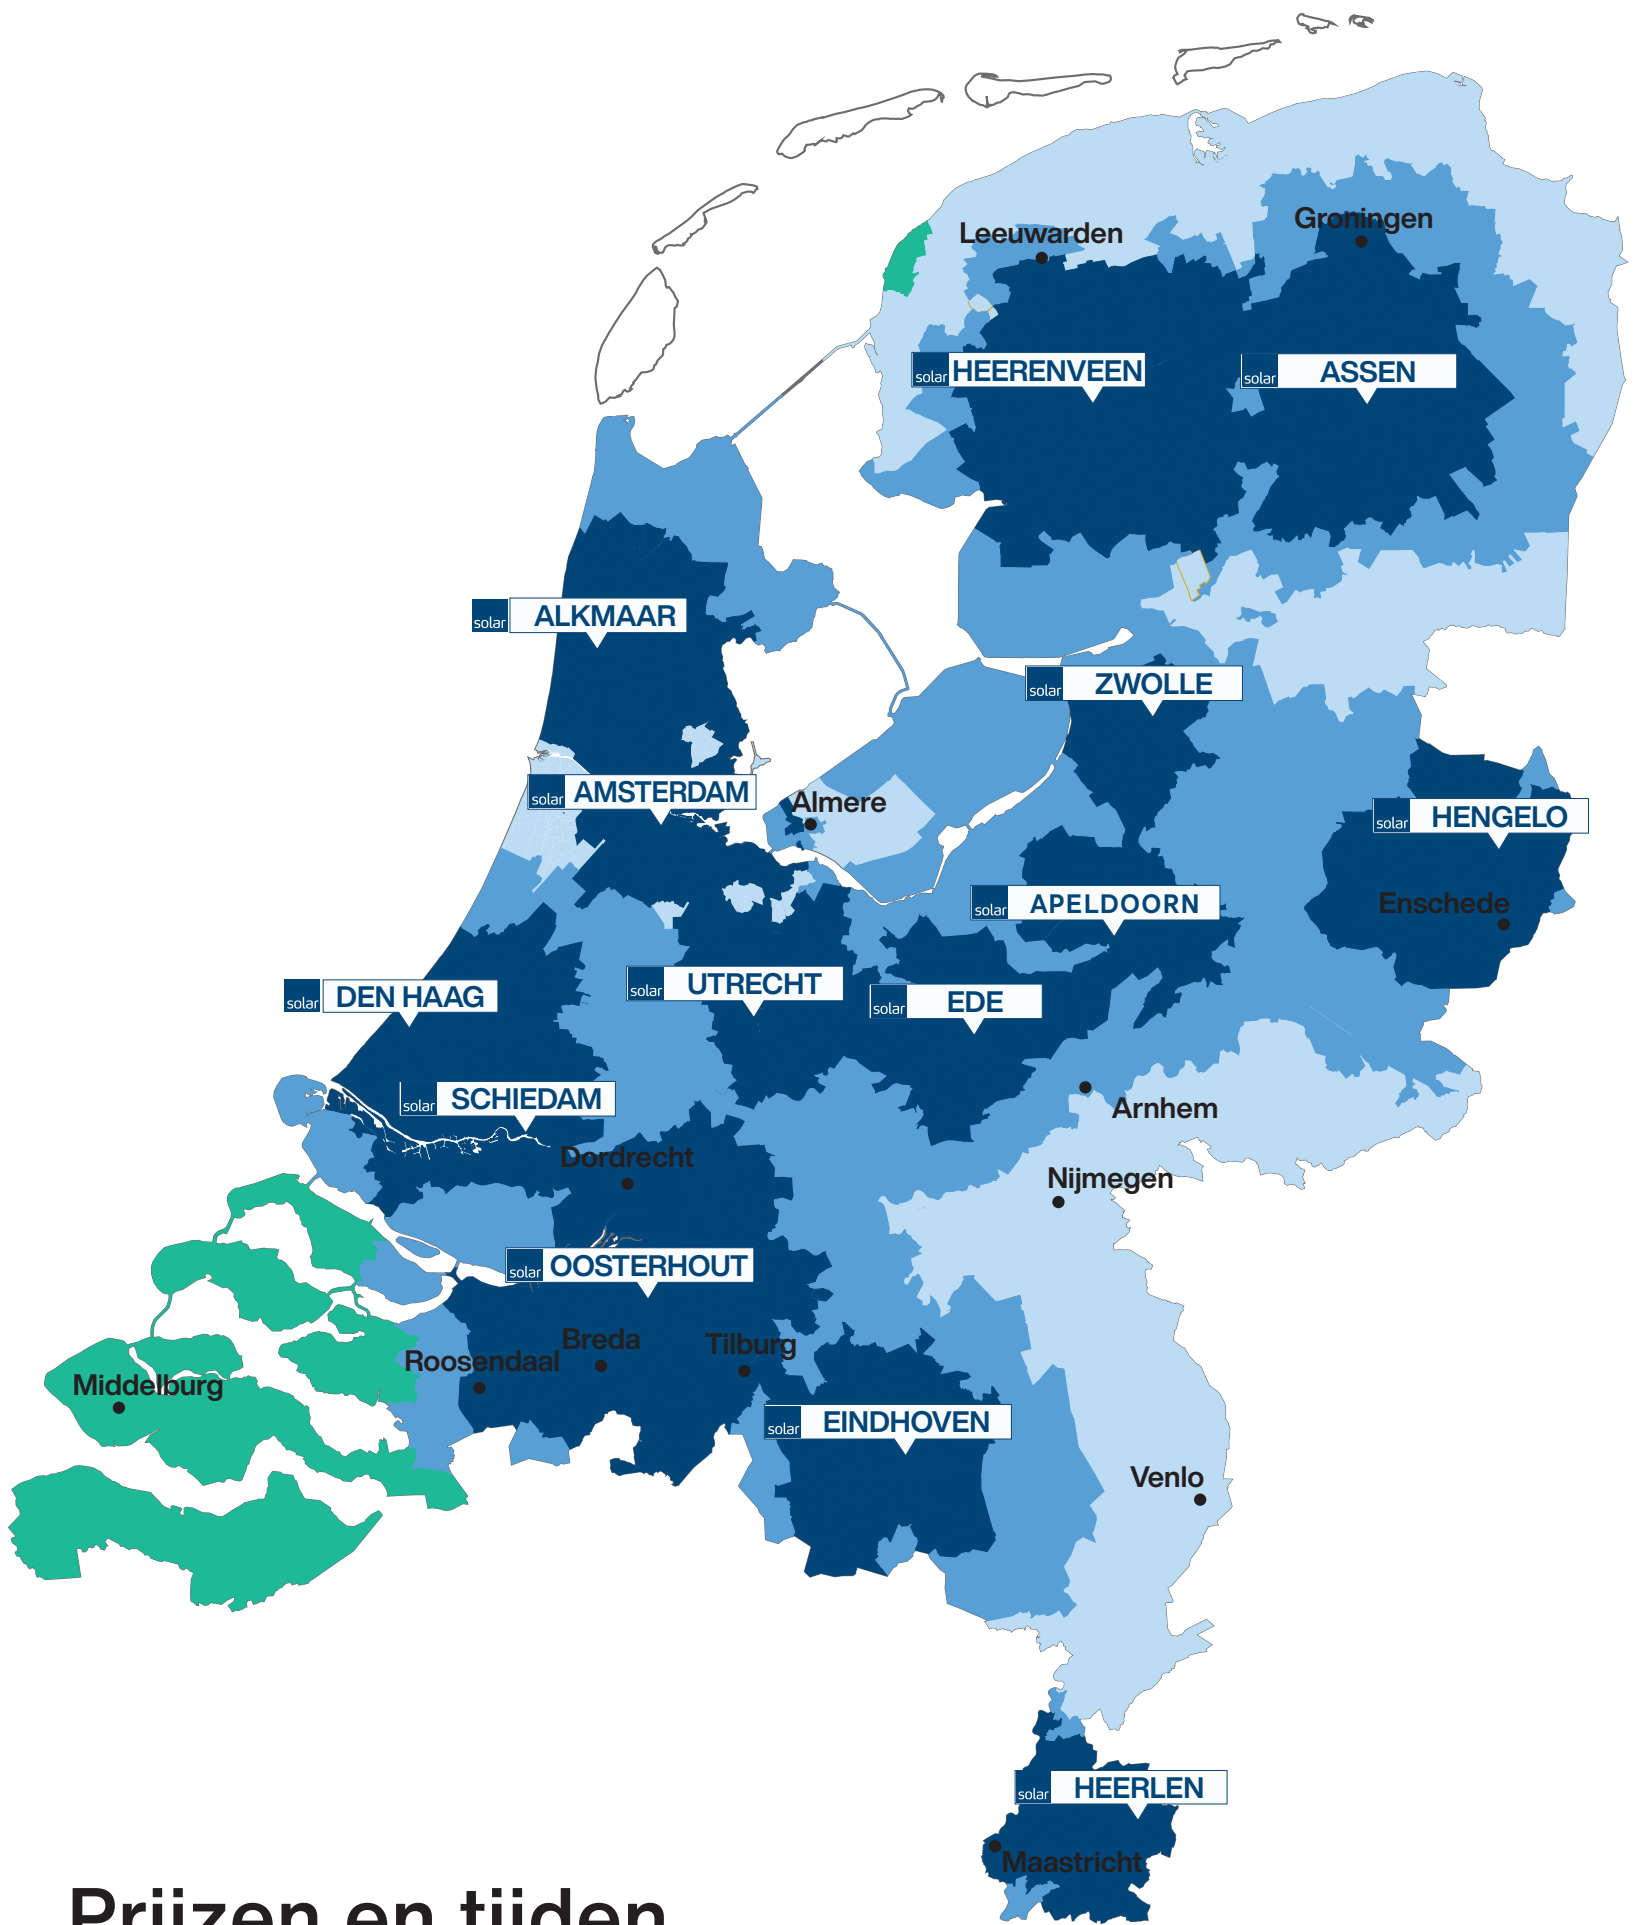 Groningen
Leeuwarden
solar HEERENVEEN
solar ASSEN
solar ALKMAAR
solar ZWOLLE
solar AMSTERDAM
Almere
solar HENGELO
solar APELDOORN
Enschede
solar DEN HAAG
solar UTRECHT
solar EDE
solar SCHIEDAM
Arnhem
Dordrecht
Nijmegen
solar OOSTERHOUT
Breda
Tilburg
Roosendaal
Middelburg
solar EINDHOVEN
Venlo
solar HEERLEN
Maastricht
Prijzen en tijden